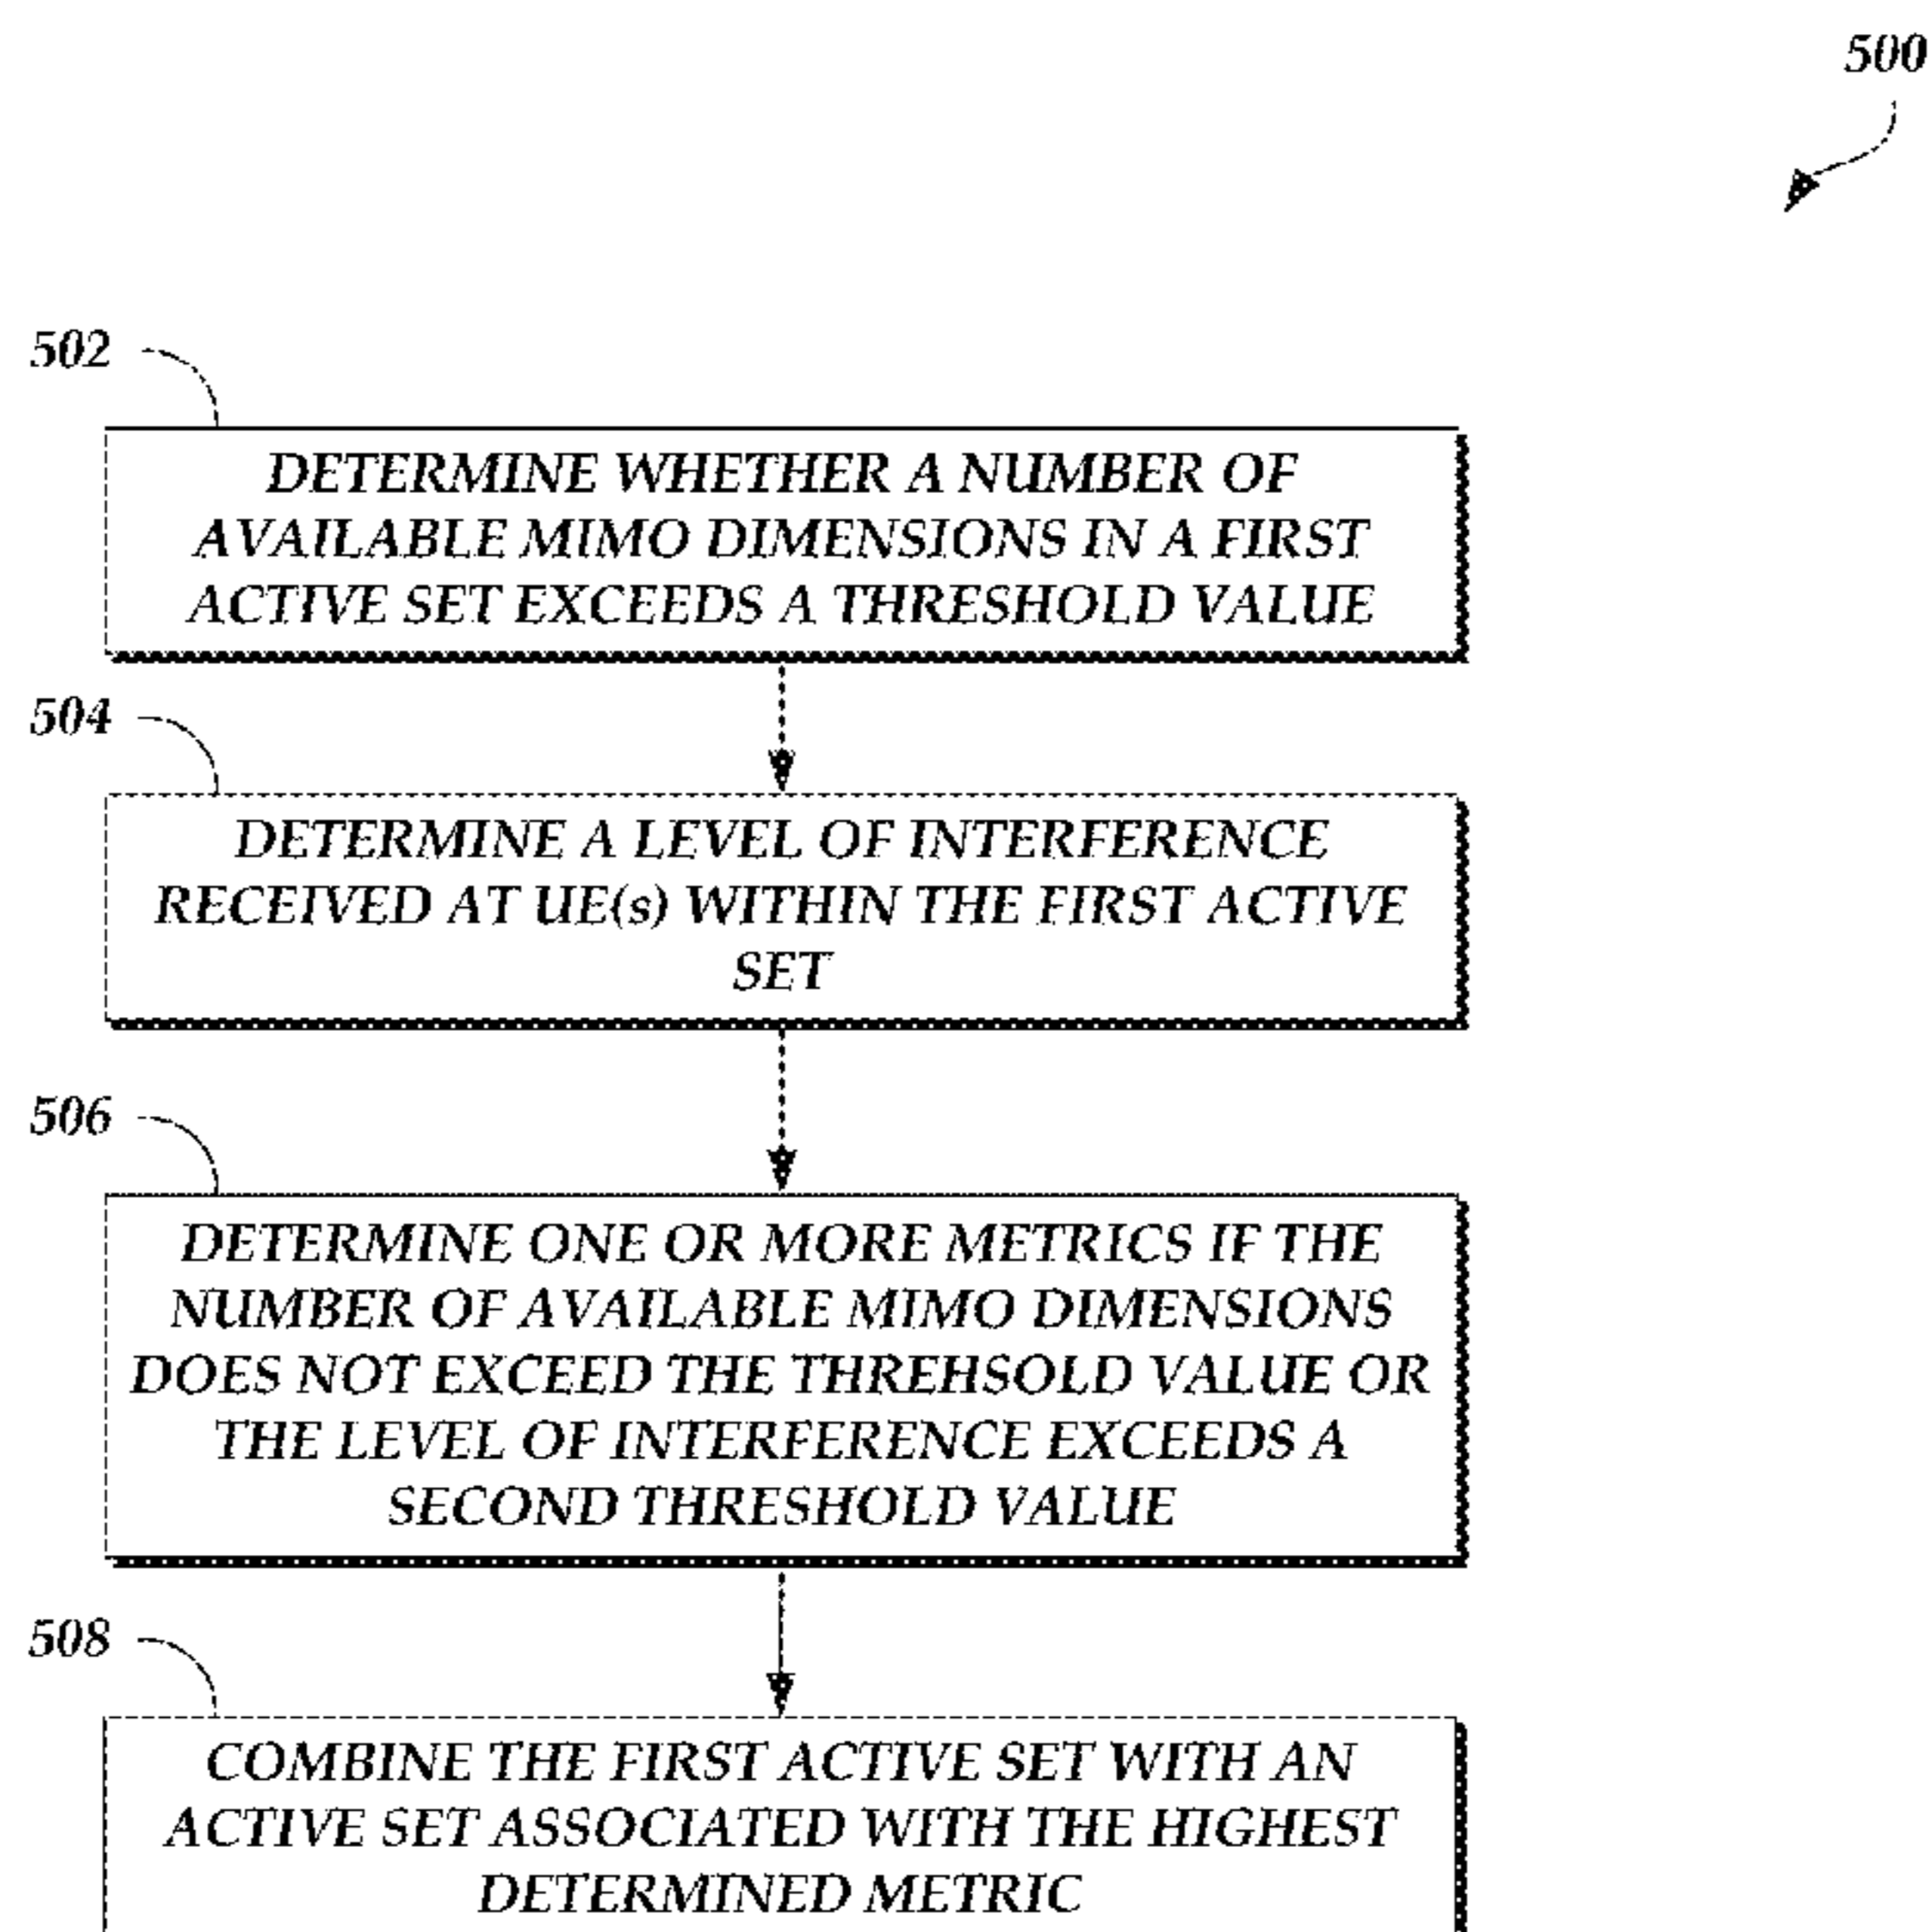 500
502
DETERMINE WHETHER A NUMBER OF
AVAILABLE MIMO DIMENSIONS IN A FIRST
ACTIVE SET EXCEEDS A THRESHOLD VALUE
504
DETERMINE A LEVEL OF INTERFERENCE
RECEIVED AT UE(s) WITHIN THE FIRST ACTIVE
SET
506
DETERMINE ONE OR MORE METRICS IF THE
NUMBER OF AVAILABLE MIMO DIMENSIONS
DOES NOT EXCEED THE THREHSOLD VALUE OR
THE LEVEL OF INTERFERENCE EXCEEDS A
SECOND THRESHOLD VALUE
508
COMBINE THE FIRST ACTIVE SET WITH AN
ACTIVE SET ASSOCIATED WITH THE HIGHEST
DETERMINED METRIC